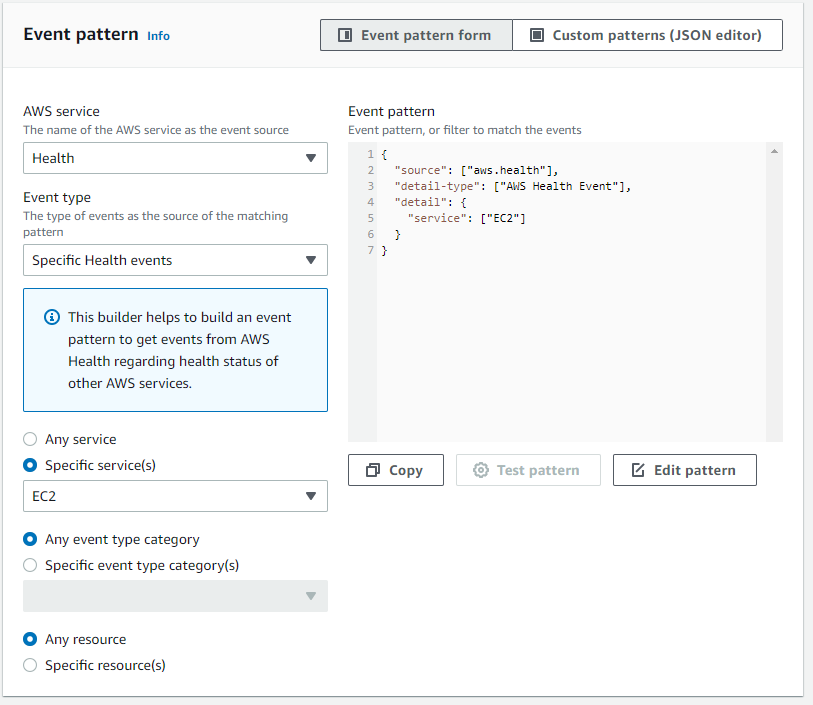 Event pattern Info
Event pattern form
Custom patterns (JSON editor)
AWS service
The name of the AWS service as the event source
Health
Event type
The type of events as the source of the matching
pattern
Specific Health events
This builder helps to build an event
pattern to get events from AWS
Health regarding health status of
other AWS services.
Any service
Specific service(s)
EC2
Any event type category
Specific event type category(s)
Any resource
Specific resource(s)
Event pattern
Event pattern, or filter to match the events
1 {
2   "source": ["aws.health"],
3   "detail-type": ["AWS Health Event"],
4   "detail": {
5     "service": ["EC2"]
6   }
7 }
Copy
Test pattern
Edit pattern